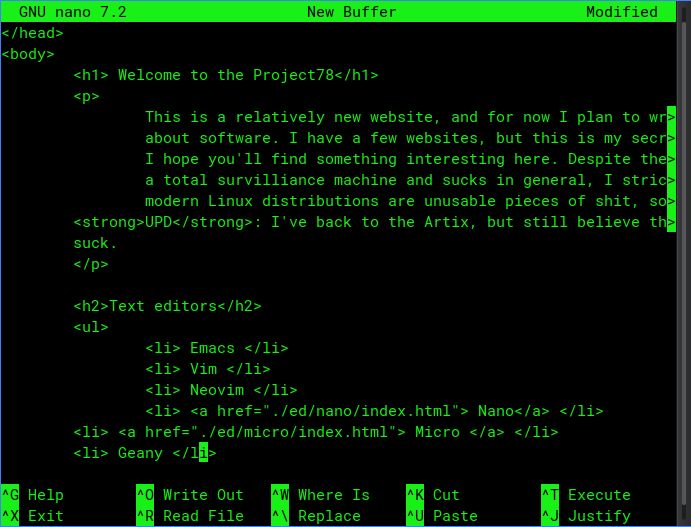 GNU nano 7.2 New Buffer Modified
</head>
<body>
<h1> Welcome to the Project78</h1>
<p>
This is a relatively new website, and for now I plan to wr>
about software. I have a few websites, but this is my secr>
I hope you'll find something interesting here. Despite the>
a total survilliance machine and sucks in general, I stric>
modern Linux distributions are unusable pieces of shit, so>
<strong>UPD</strong>: I've back to the Artix, but still believe th>
suck.
</p>
<h2>Text editors</h2>
<ul>
<li> Emacs </li>
<li> Vim </li>
<li> Neovim </li>
<li> <a href="./ed/nano/index.html"> Nano</a> </li>
<li> <a href="./ed/micro/index.html"> Micro </a> </li>
<li> Geany </li>
^G Help ^O Write Out ^W Where Is ^K Cut ^T Execute
^X Exit ^R Read File ^\ Replace ^U Paste ^J Justify